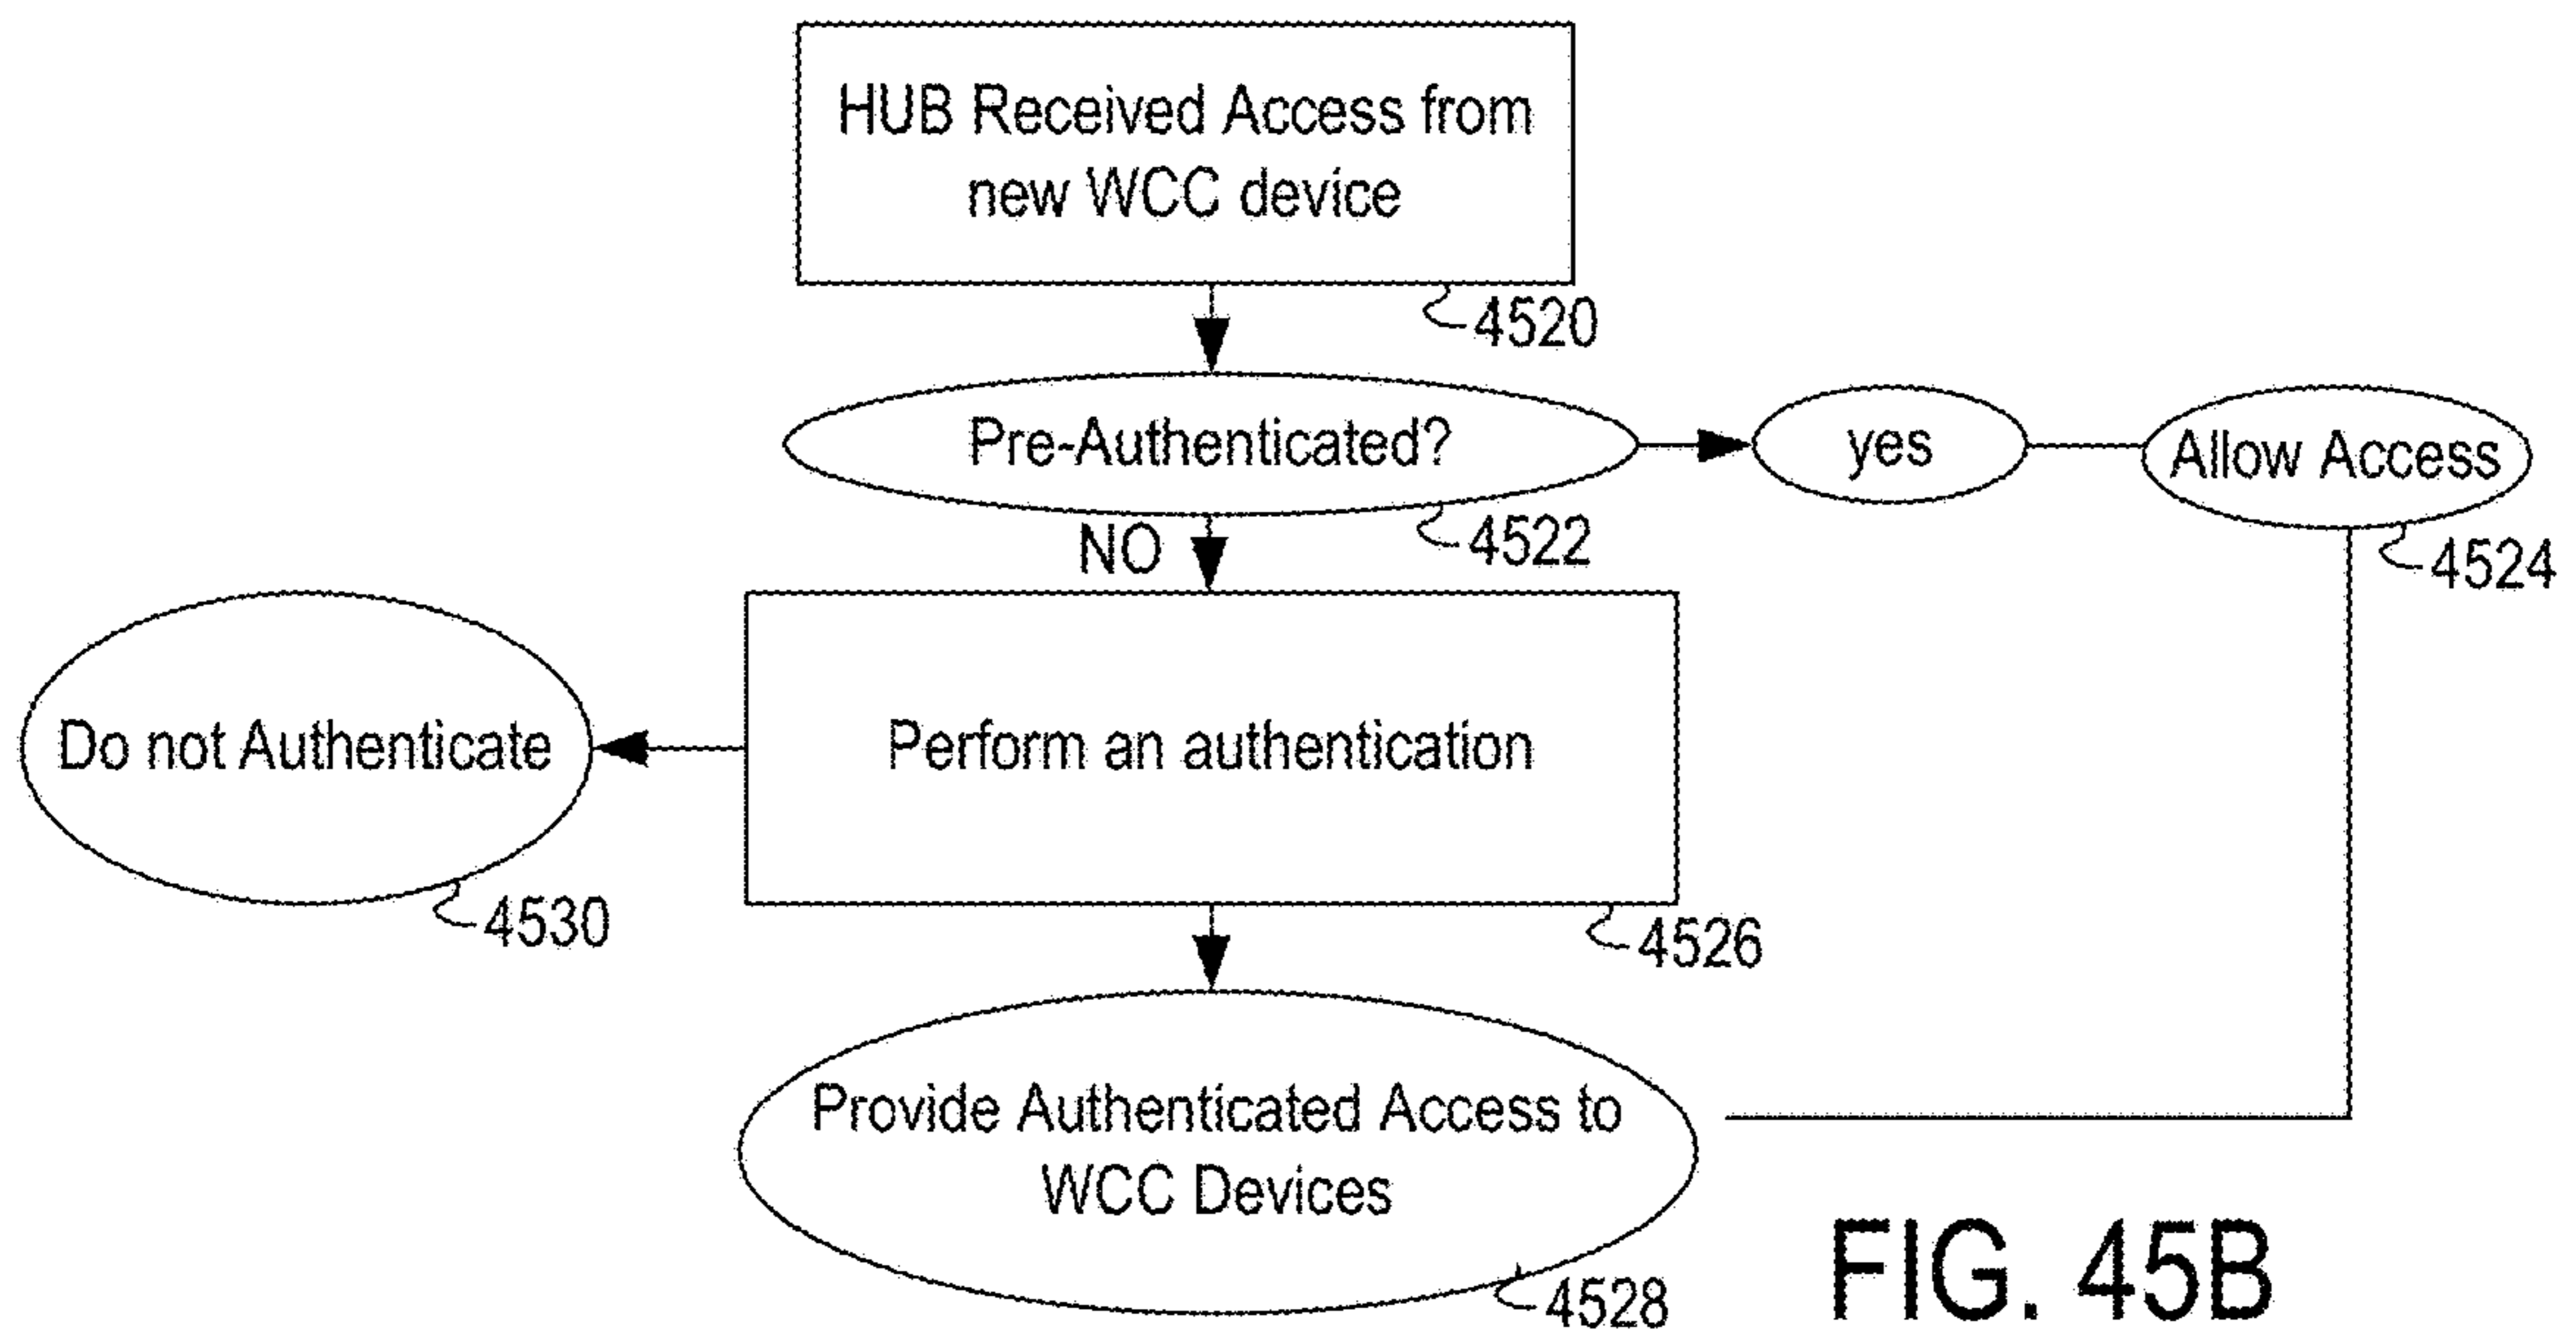 HUB Received Access from
new WCC device
4520
Pre-Authenticated?
yes
Allow Access
4522
4524
NO
Do not Authenticate
Perform an authentication
4530
4526
Provide Authenticated Access to
WCC Devices
4528
FIG. 45B